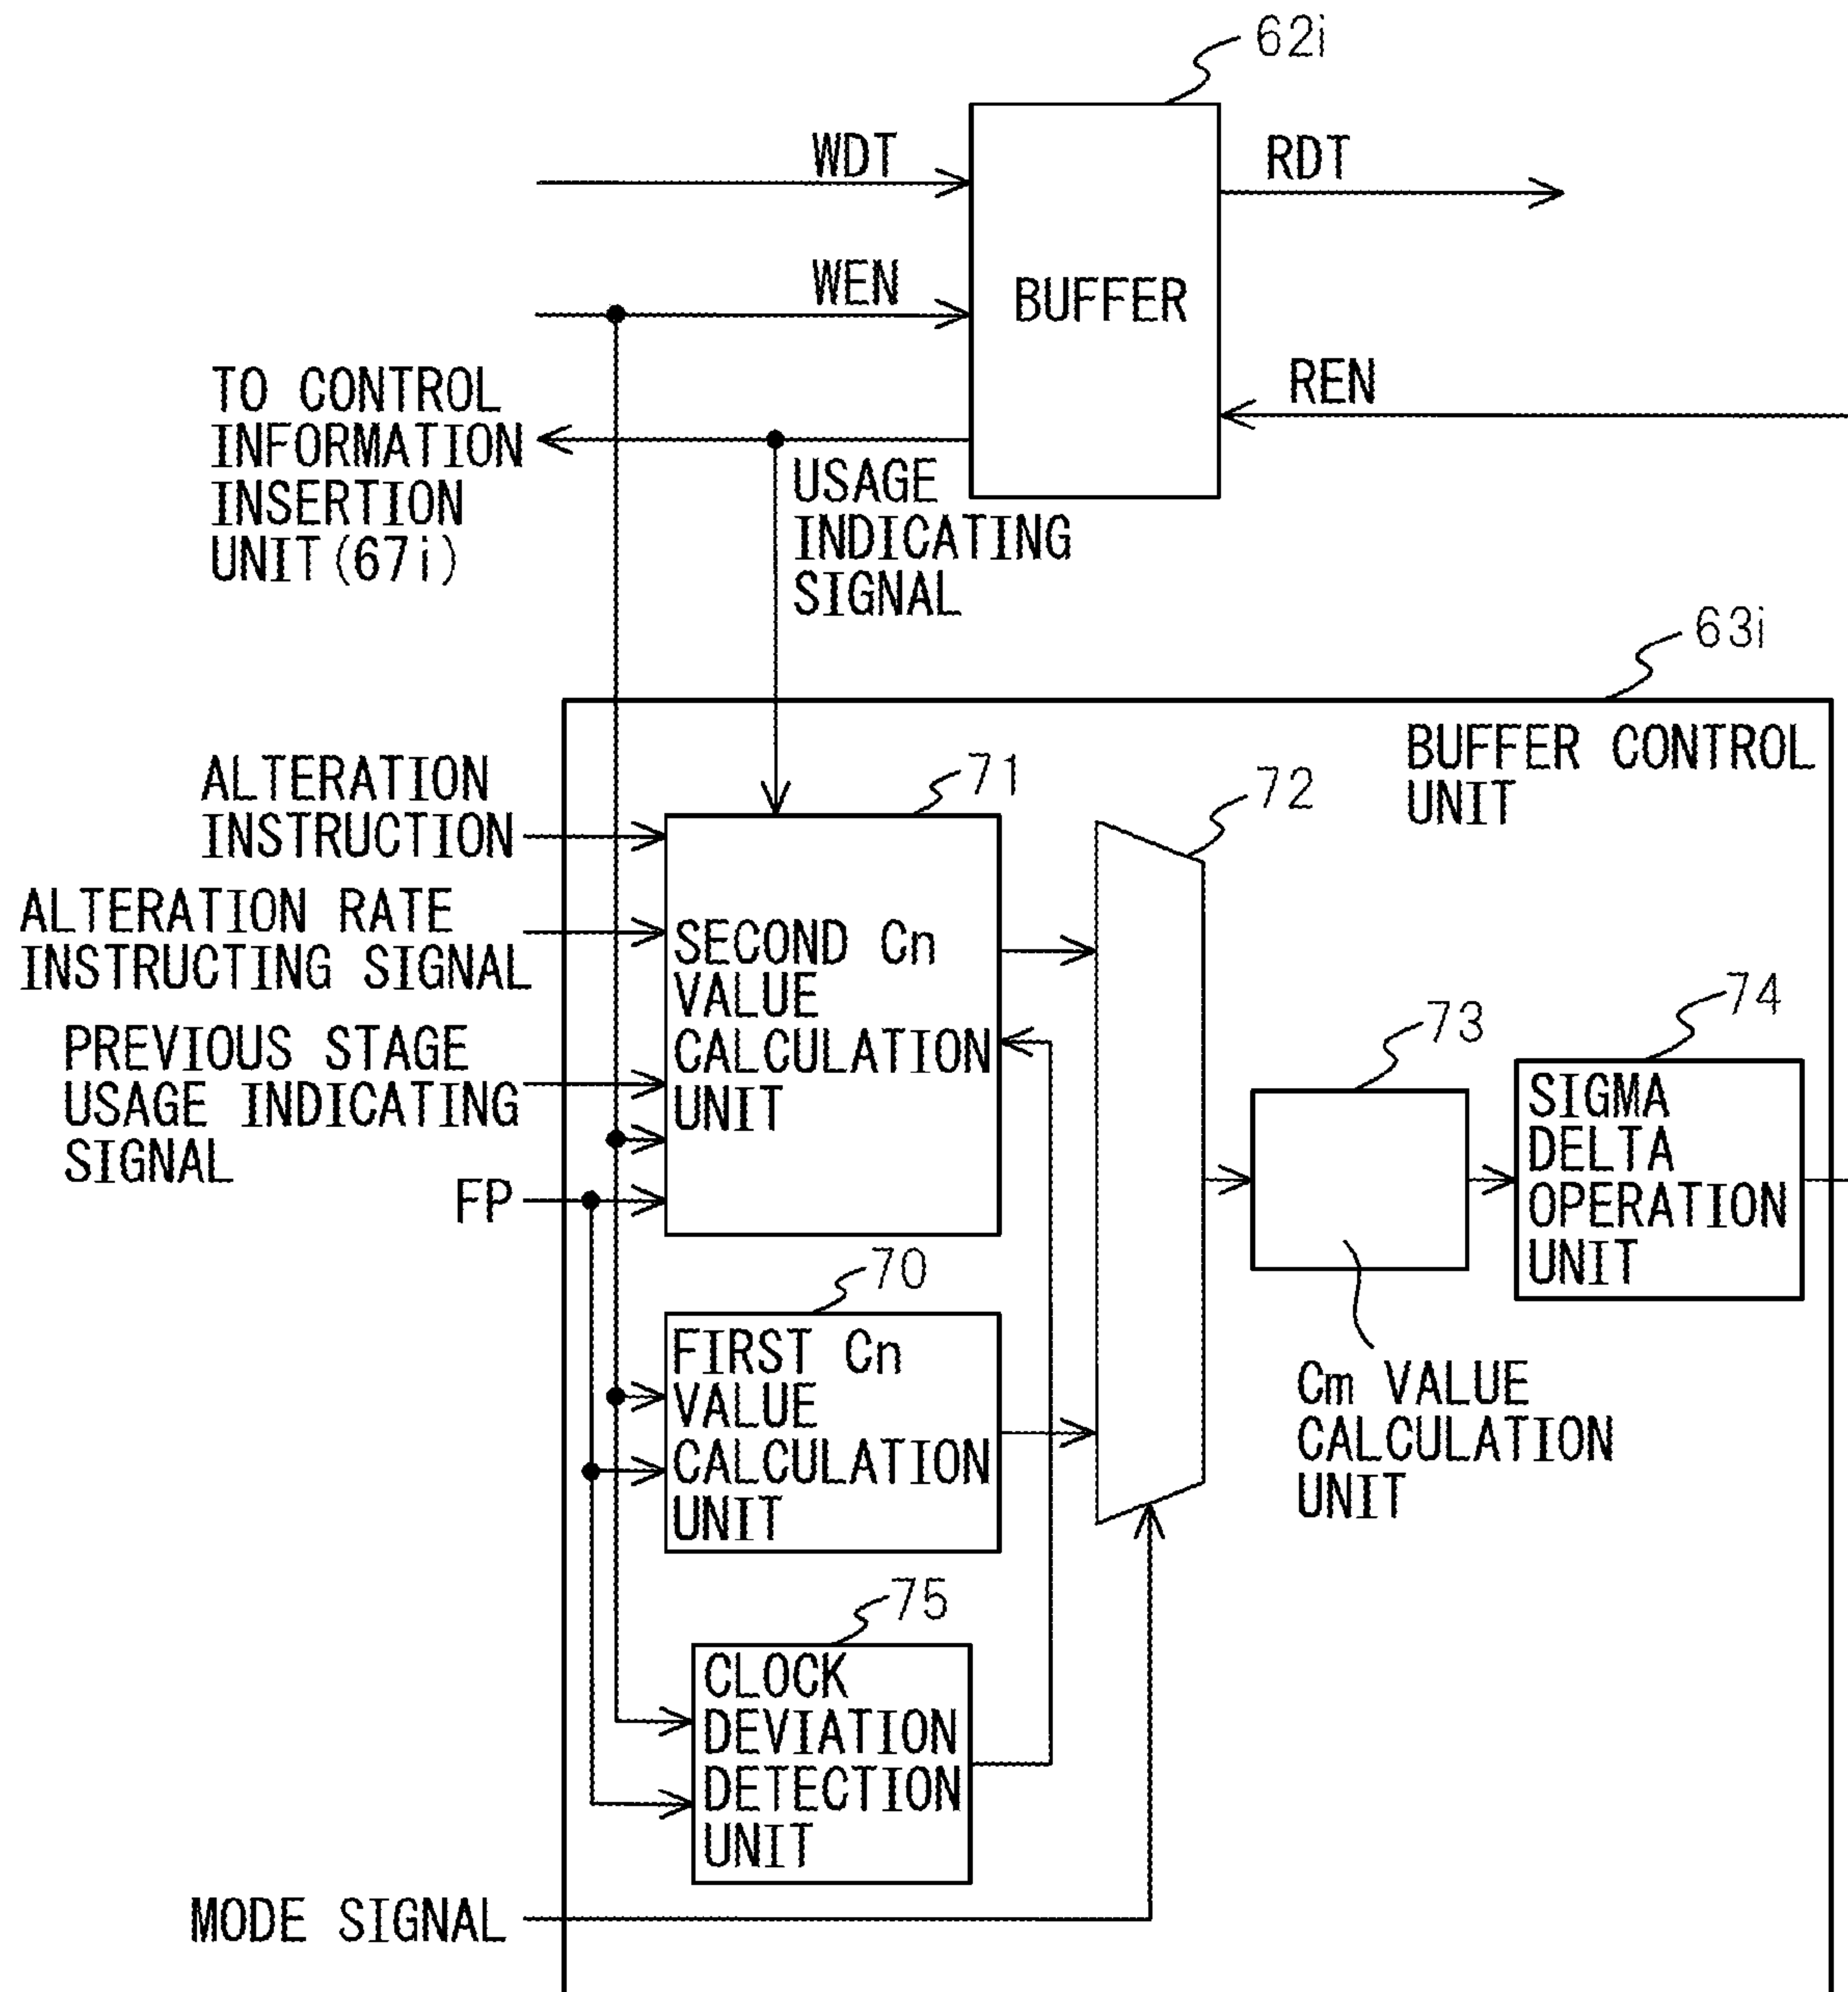 62i
WDT
RDT
WEN
BUFFER
REN
TO CONTROL
INFORMATION
INSERTION
UNIT(67i)
USAGE
INDICATING
SIGNAL
63i
BUFFER CONTROL
UNIT
ALTERATION
INSTRUCTION
71
72
ALTERATION RATE
INSTRUCTING SIGNAL
SECOND Cn
VALUE
CALCULATION
UNIT
PREVIOUS STAGE
USAGE INDICATING
SIGNAL
FP
73
74
SIGMA
DELTA
OPERATION
UNIT
70
FIRST Cn
VALUE
CALCULATION
UNIT
Cm VALUE
CALCULATION
UNIT
75
CLOCK
DEVIATION
DETECTION
UNIT
MODE SIGNAL